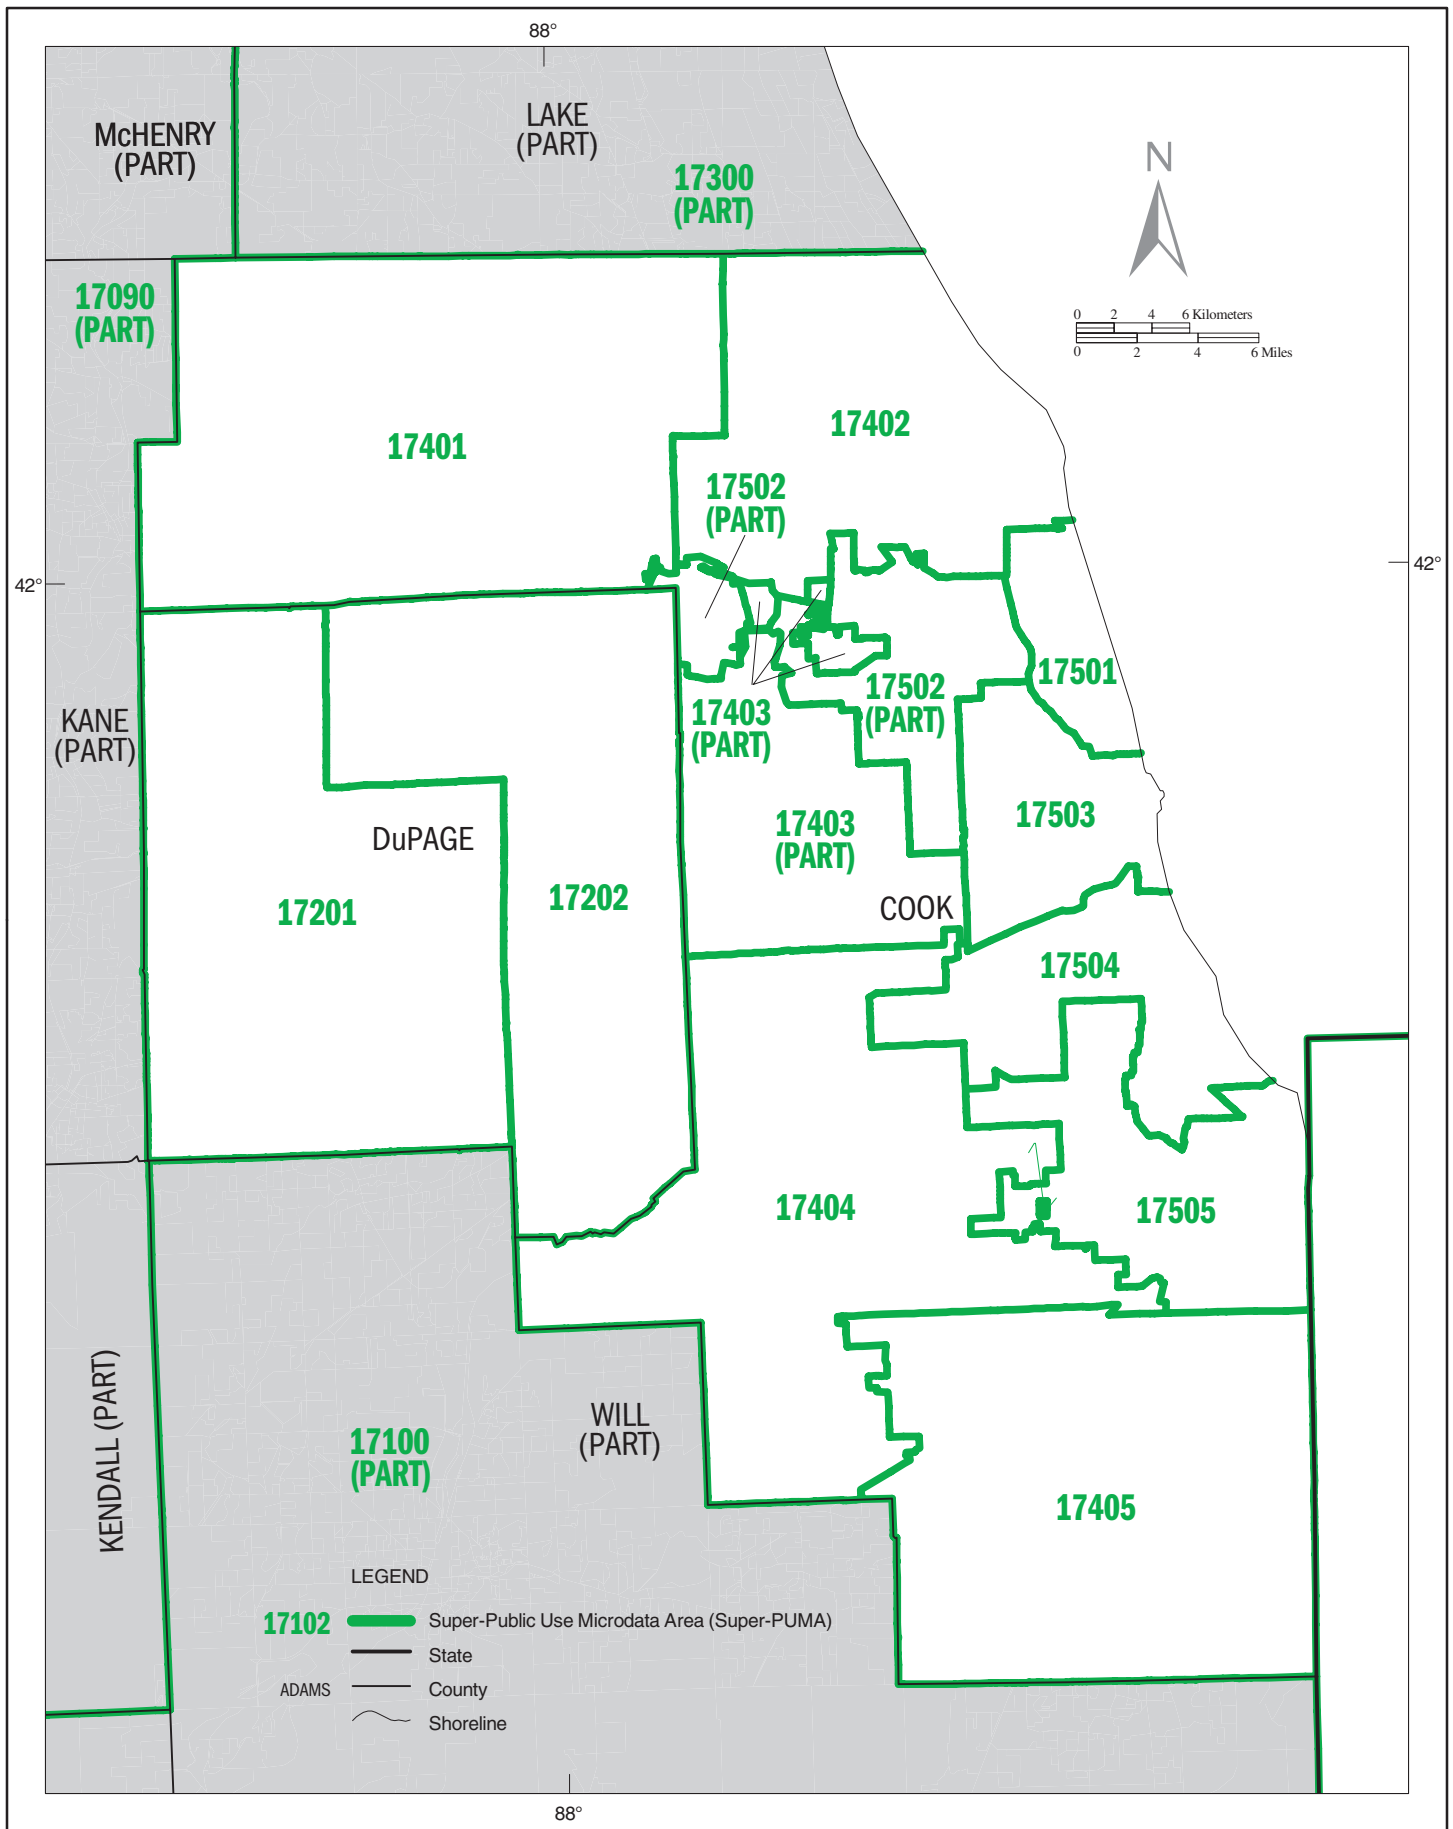 88°
McHENRY
(PART)
LAKE
(PART)
17300
(PART)
N
17090
(PART)
0 2 4 6 Kilometers
0 2 4 6 Miles
17401
17402
17502
(PART)
42°
42°
17501
17502
(PART)
KANE
(PART)
17403
(PART)
17503
17403
(PART)
DuPAGE
17201
17202
COOK
17504
17404
17505
KENDALL (PART)
17100
(PART)
WILL
(PART)
17405
LEGEND
17102 Super-Public Use Microdata Area (Super-PUMA)
State
ADAMS County
Shoreline
88°